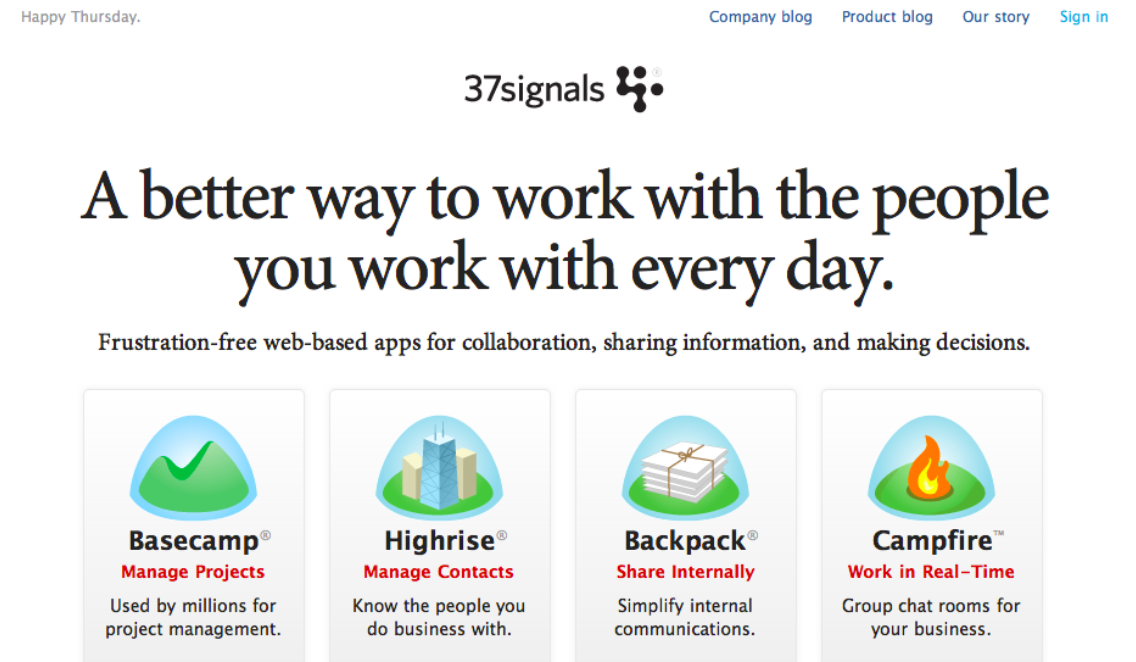 Happy Thursday.
Company blog Product blog Our story Sign in
37signals ®
A better way to work with the people
you work with every day.
Frustration-free web-based apps for collaboration, sharing information, and making decisions.
Basecamp®
Manage Projects
Used by millions for
project management.
Highrise®
Manage Contacts
Know the people you
do business with.
Backpack®
Share Internally
Simplify internal
communications.
Campfire™
Work in Real-Time
Group chat rooms for
your business.